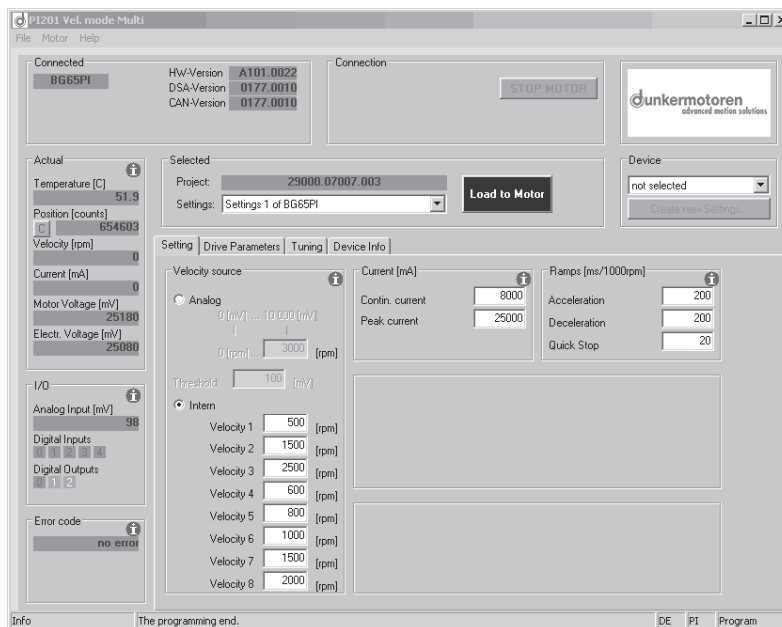 PI201 Vel. mode Multi
File Motor Help
Connected
BG65PI
HW-Version A101.0022
DSA-Version 0177.0010
CAN-Version 0177.0010
Connection
STOP MOTOR
dunkermotoren
advanced motion solutions
Actual
Temperature [C]
51.9
Position [counts]
C 654603
Velocity [rpm]
0
Current [mA]
0
Motor Voltage [mV]
25180
Electr. Voltage [mV]
25080
I/O
Analog Input [mV]
98
Digital Inputs
0 1 2 3 4
Digital Outputs
0 1 2
Error code
no error
Selected
Project: 29000.07007.003
Settings: Settings 1 of BG65PI
Load to Motor
Device
not selected
Create new Settings...
Setting Drive Parameters Tuning Device Info
Velocity source
Analog
0 [mV] .... 10 000 [mV]
0 [rpm] ... 3000 [rpm]
Threshold 100 [mV]
Intern
Velocity 1 500 [rpm]
Velocity 2 1500 [rpm]
Velocity 3 2500 [rpm]
Velocity 4 600 [rpm]
Velocity 5 800 [rpm]
Velocity 6 1000 [rpm]
Velocity 7 1500 [rpm]
Velocity 8 2000 [rpm]
Current [mA]
Contin. current 8000
Peak current 25000
Ramps [ms/1000rpm]
Acceleration 200
Deceleration 200
Quick Stop 20
Info The programming end. DE PI Program